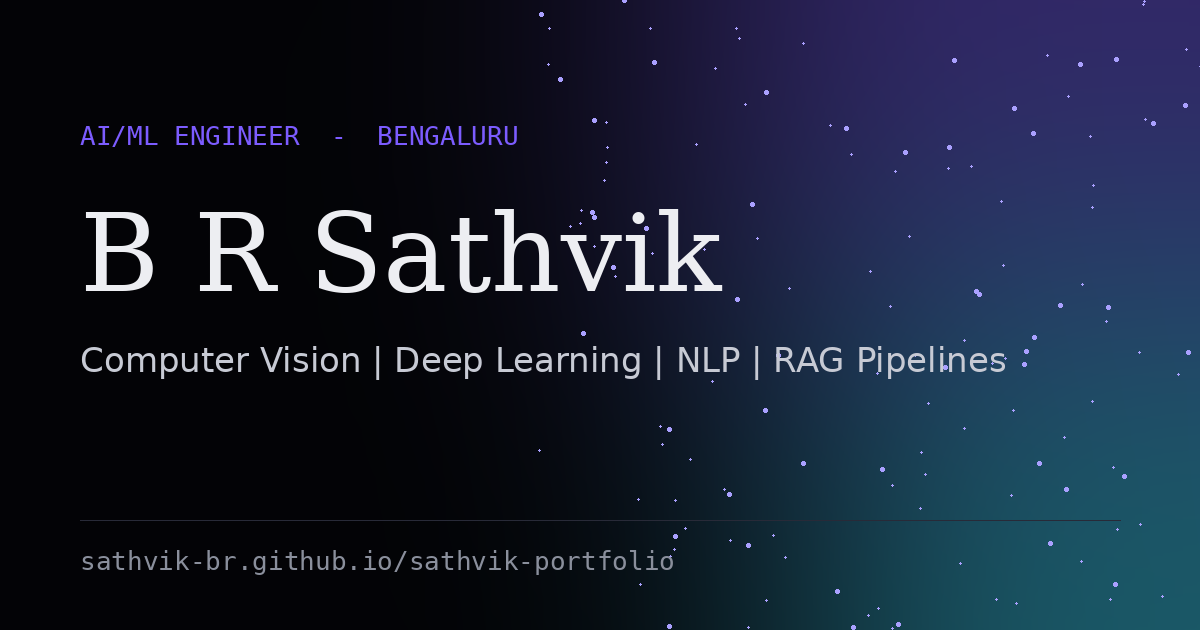 AI/ML ENGINEER - BENGALURU
B R Sathvik
Computer Vision | Deep Learning | NLP | RAG Pipelines
sathvik-br.github.io/sathvik-portfolio